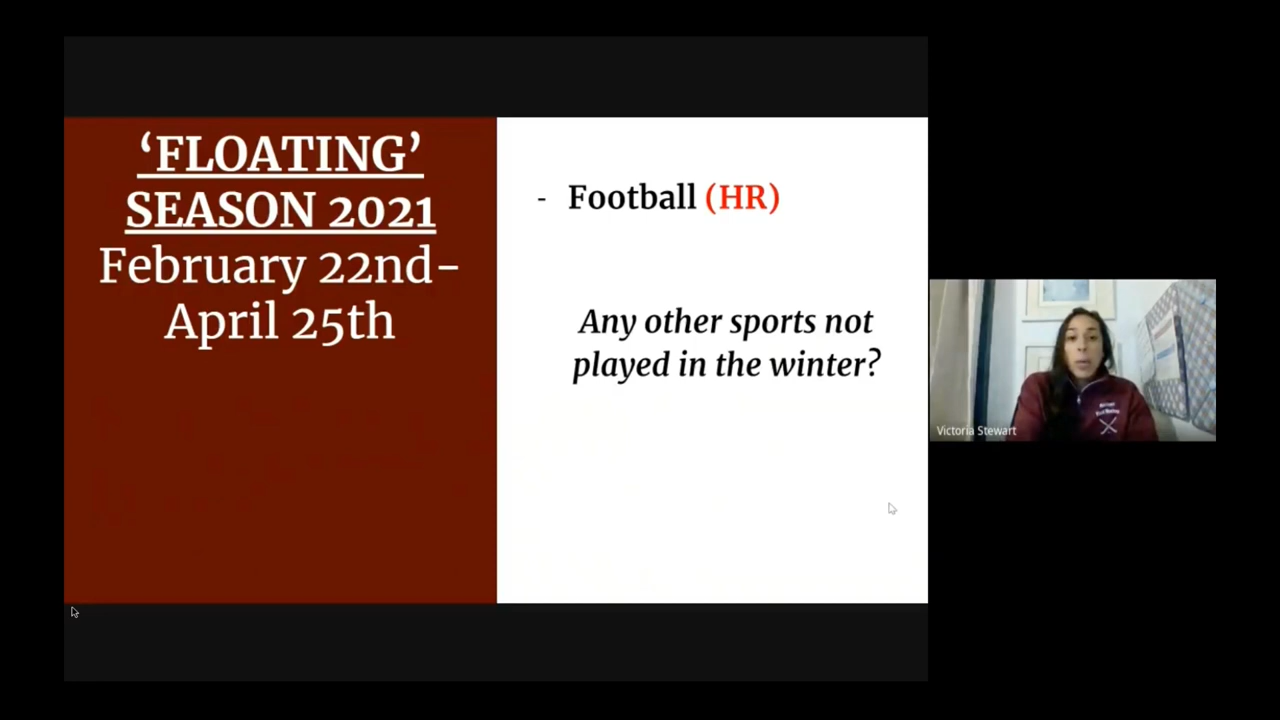 ‘FLOATING’
SEASON 2021
February 22nd-
April 25th
- Football (HR)
Any other sports not
played in the winter?
Victoria Stewart